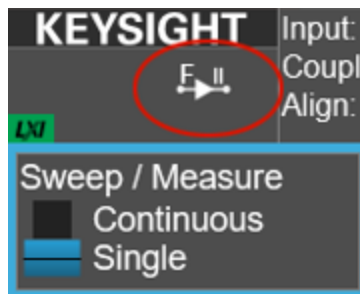 KEYSIGHT
Input:
Coupl
Align:
F II
LXI
Sweep / Measure
Continuous
Single